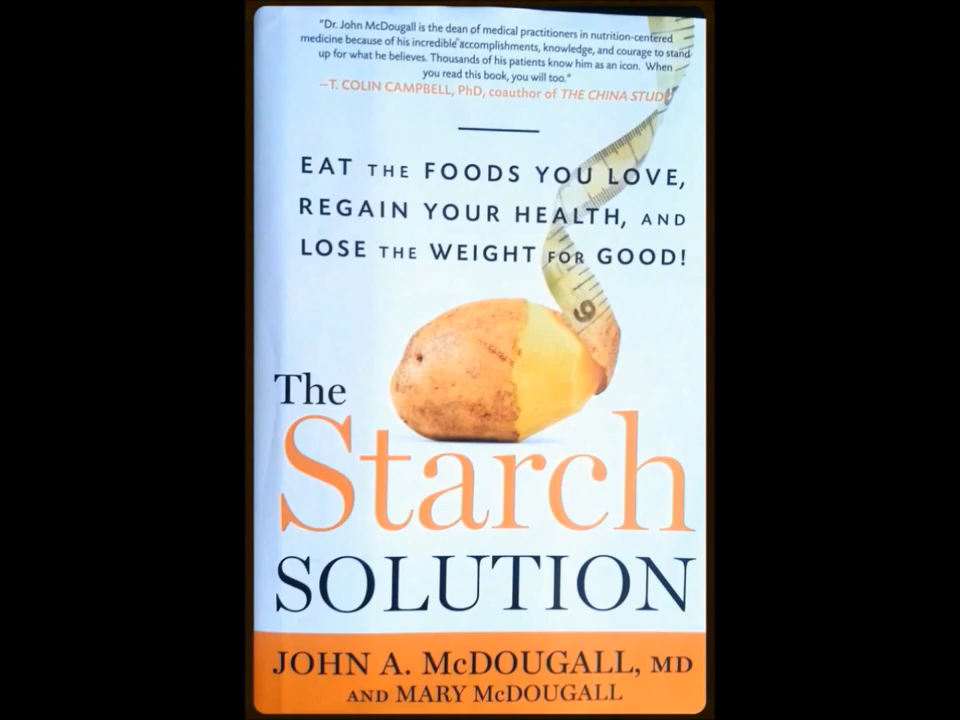 "Dr. John McDougall is the dean of medical practitioners in nutrition-centered
medicine because of his incredible accomplishments, knowledge, and courage to stand
up for what he believes. Thousands of his patients know him as an icon. When
you read this book, you will too."
—T. COLIN CAMPBELL, PhD, coauthor of THE CHINA STUDY
EAT THE FOODS YOU LOVE,
REGAIN YOUR HEALTH, AND
LOSE THE WEIGHT FOR GOOD!
9
The
Starch
SOLUTION
JOHN A. McDOUGALL, MD
AND MARY McDOUGALL